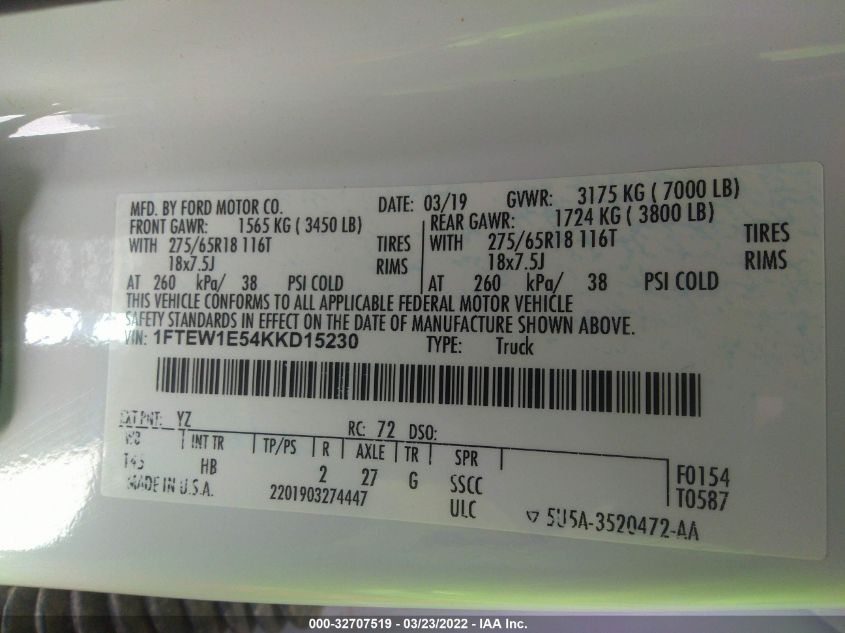 MFD. BY FORD MOTOR CO. DATE: 03/19 GVWR: 3175 KG ( 7000 LB)
FRONT GAWR: 1565 KG ( 3450 LB) REAR GAWR: 1724 KG ( 3800 LB)
WITH 275/65R18 116T TIRES WITH 275/65R18 116T TIRES
18x7.5J RIMS 18x7.5J RIMS
AT 260 kPa/ 38 PSI COLD AT 260 kPa/ 38 PSI COLD
THIS VEHICLE CONFORMS TO ALL APPLICABLE FEDERAL MOTOR VEHICLE
SAFETY STANDARDS IN EFFECT ON THE DATE OF MANUFACTURE SHOWN ABOVE.
VIN: 1FTEW1E54KKD15230 TYPE: Truck
EXT PNT: YZ RC: 72 DSO:
WB INT TR TP/PS R AXLE TR SPR
145 HB 2 27 G SSCC F0154
MADE IN U.S.A. 2201903274447 ULC T0587
▽ 5U5A-3520472-AA
000-32707519 - 03/23/2022 - IAA Inc.